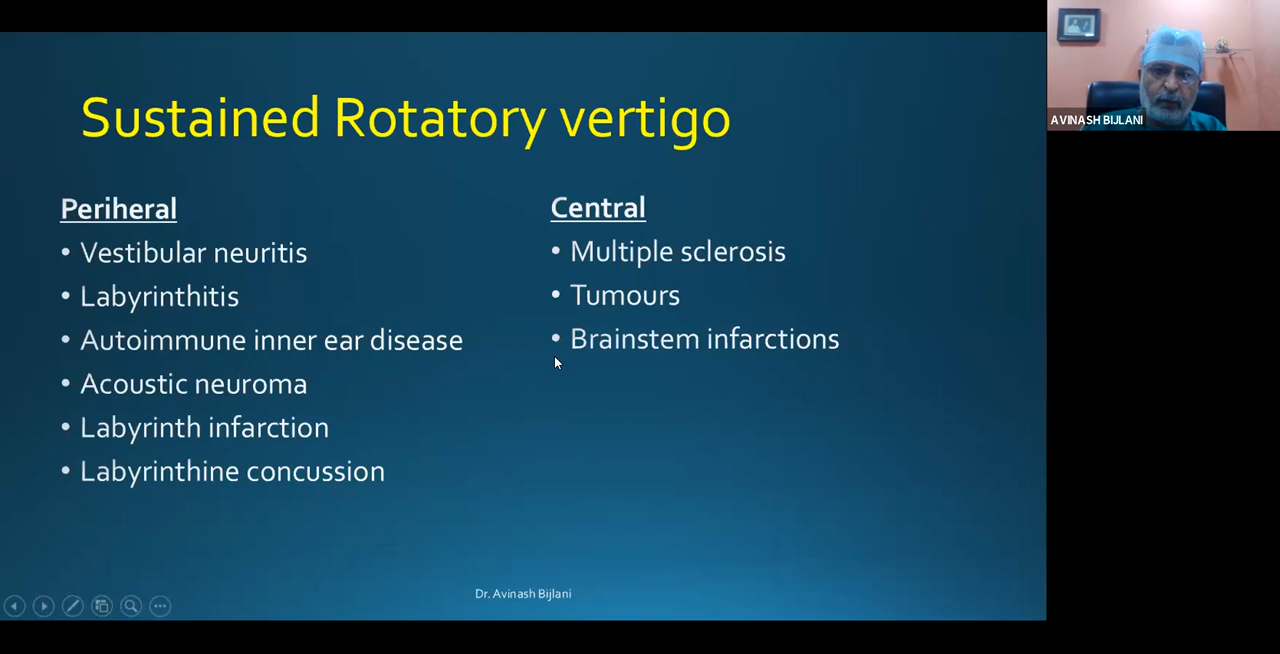 Sustained Rotatory vertigo
Periheral
• Vestibular neuritis
• Labyrinthitis
• Autoimmune inner ear disease
• Acoustic neuroma
• Labyrinth infarction
• Labyrinthine concussion
Central
• Multiple sclerosis
• Tumours
• Brainstem infarctions
Dr. Avinash Bijlani
AVINASH BIJLANI